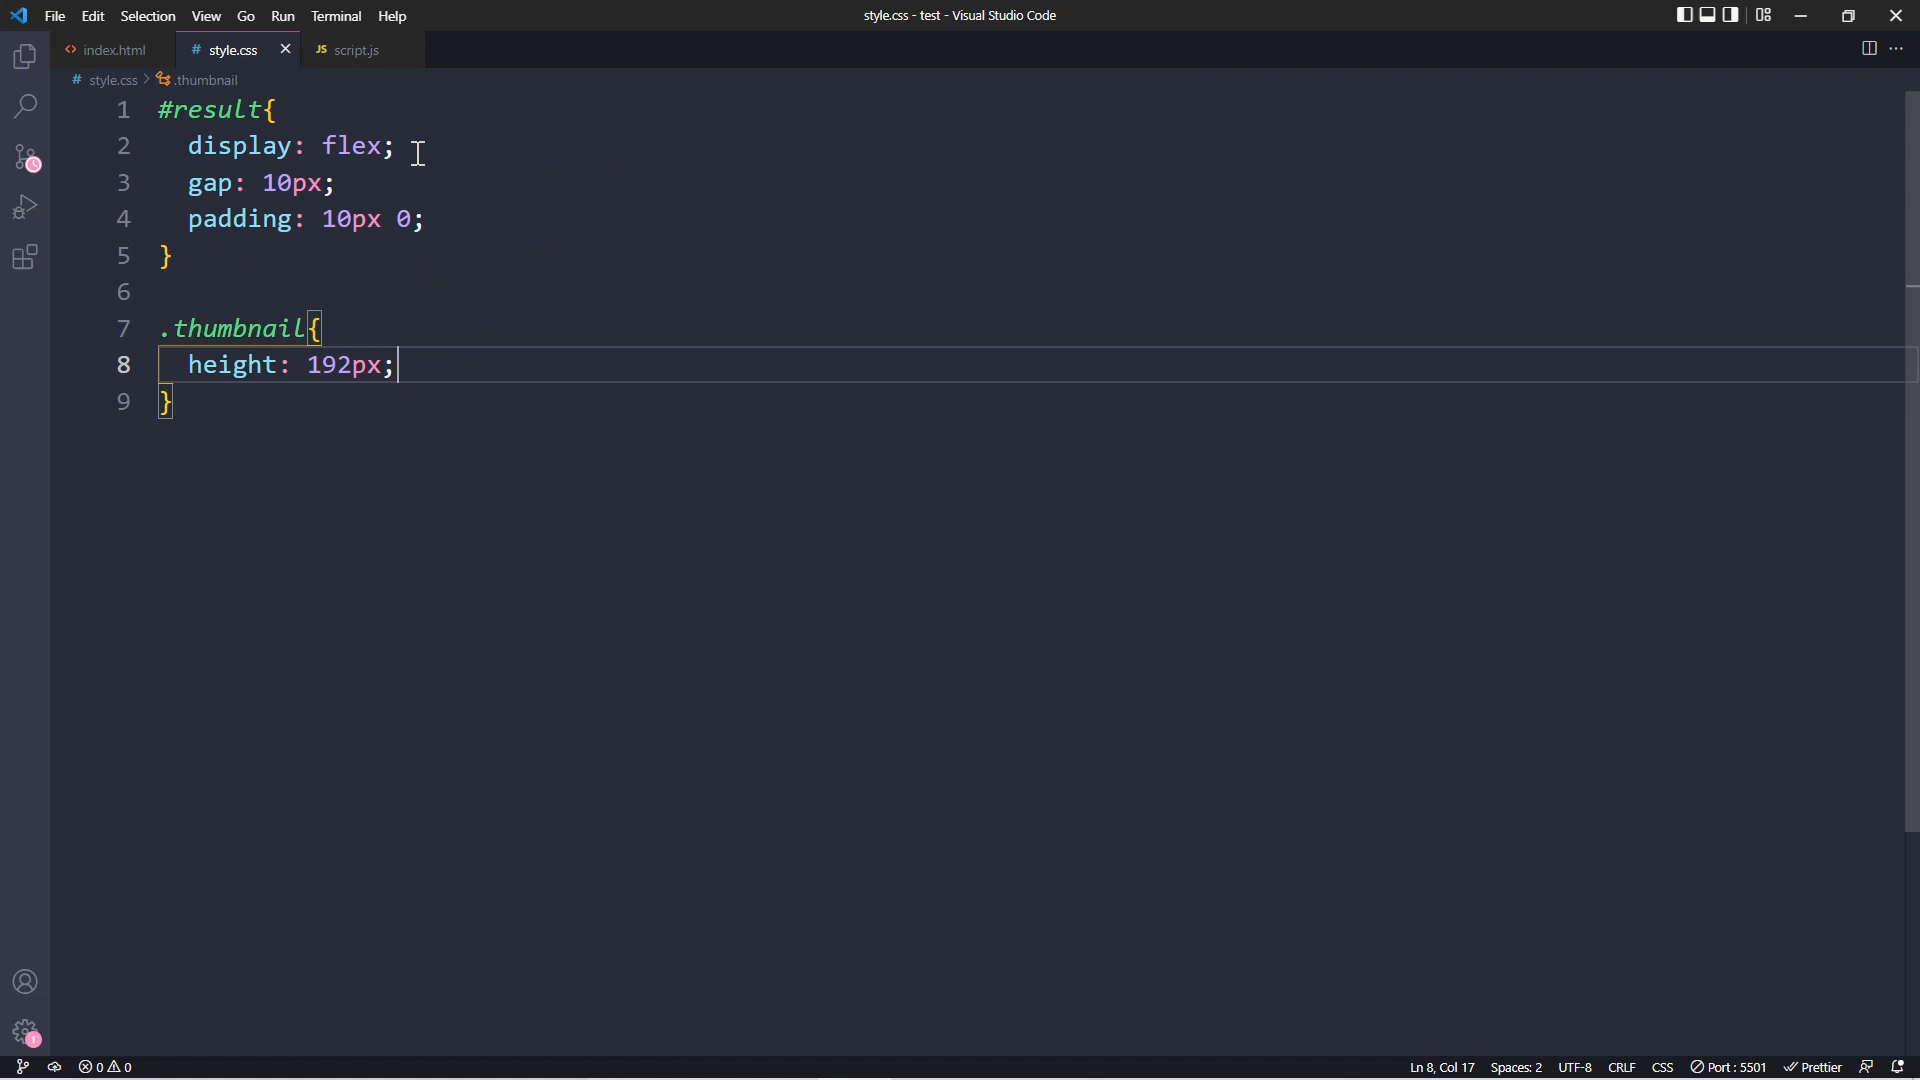 File Edit Selection View Go Run Terminal Help
style.css - test - Visual Studio Code
index.html
# style.css
JS script.js
# style.css > .thumbnail
1 #result{
2 display: flex;
3 gap: 10px;
4 padding: 10px 0;
5 }
6
7 .thumbnail{
8 height: 192px;
9 }
1
0 0
Ln 8, Col 17 Spaces: 2 UTF-8 CRLF CSS Port : 5501 Prettier